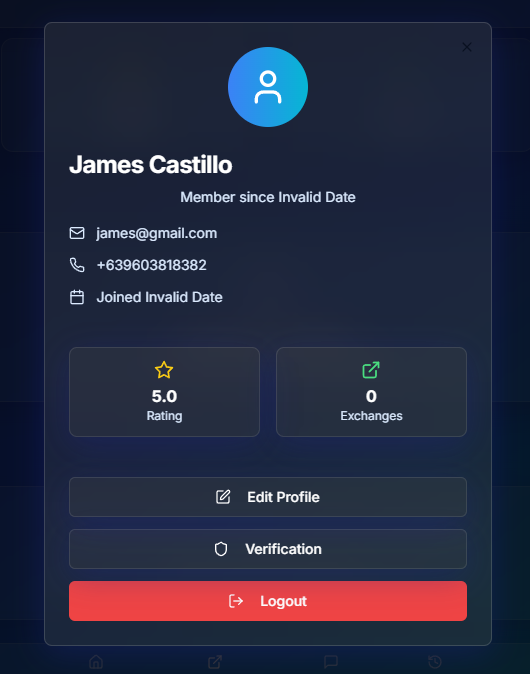 James Castillo
Member since Invalid Date
james@gmail.com
+639603818382
Joined Invalid Date
5.0
Rating
0
Exchanges
Edit Profile
Verification
Logout